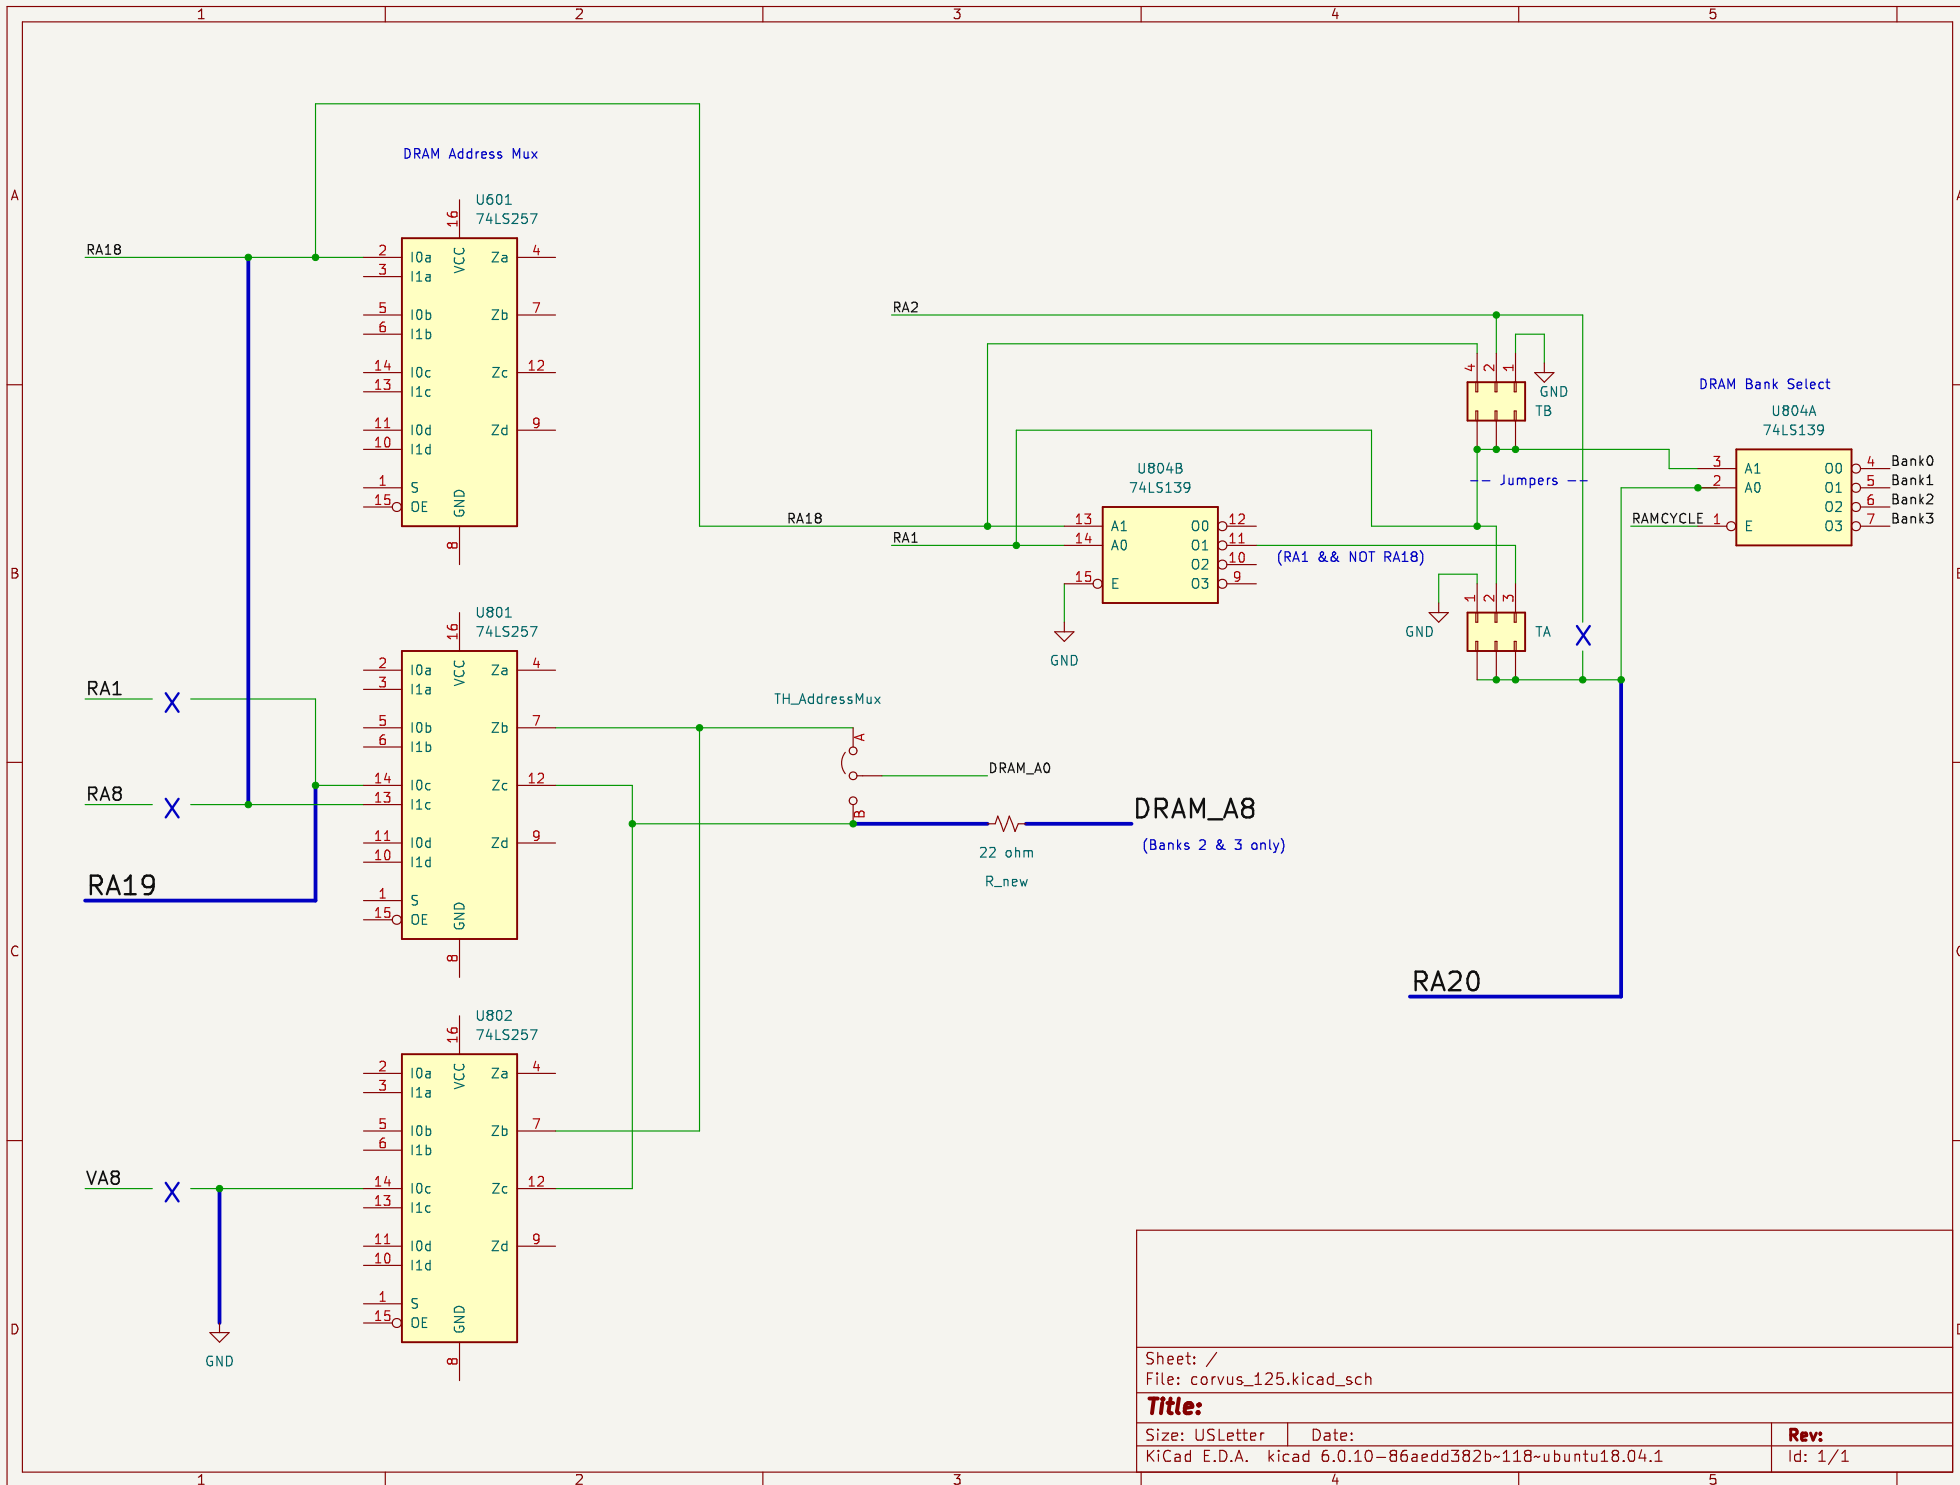 1 2 3 4 5
A
B
C
D
DRAM Address Mux
U601
74LS257
RA18
16
VCC
2 I0a Za 4
3 I1a
5 I0b Zb 7
6 I1b
14 I0c Zc 12
13 I1c
11 I0d Zd 9
10 I1d
1 S
15 OE
GND
8
U801
74LS257
RA1 X
RA8 X
RA19
16
VCC
2 I0a Za 4
3 I1a
5 I0b Zb 7
6 I1b
14 I0c Zc 12
13 I1c
11 I0d Zd 9
10 I1d
1 S
15 OE
GND
8
U802
74LS257
VA8 X
GND
16
VCC
2 I0a Za 4
3 I1a
5 I0b Zb 7
6 I1b
14 I0c Zc 12
13 I1c
11 I0d Zd 9
10 I1d
1 S
15 OE
GND
8
TH_AddressMux
A
DRAM_A0
B
DRAM_A8
(Banks 2 & 3 only)
22 ohm
R_new
RA2
RA18
RA1
U804B
74LS139
13 A1 O0 12
14 A0 O1 11
O2 10
15 E O3 9
GND
(RA1 && NOT RA18)
4 2 1
GND
TB
-- Jumpers --
1 2 3
GND
TA
X
RA20
DRAM Bank Select
U804A
74LS139
3 A1 O0 4 Bank0
2 A0 O1 5 Bank1
O2 6 Bank2
RAMCYCLE 1 E O3 7 Bank3
Sheet: /
File: corvus_125.kicad_sch
Title:
Size: USLetter Date: Rev:
KiCad E.D.A. kicad 6.0.10-86aedd382b~118~ubuntu18.04.1 Id: 1/1
1 2 3 4 5